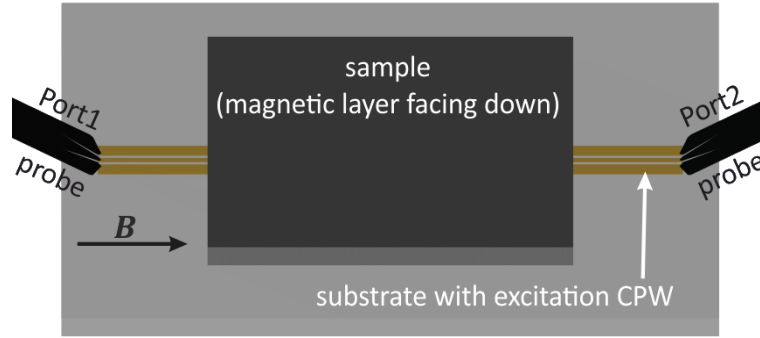 sample
(magnetic layer facing down)
Port1
probe
Port2
probe
B
substrate with excitation CPW